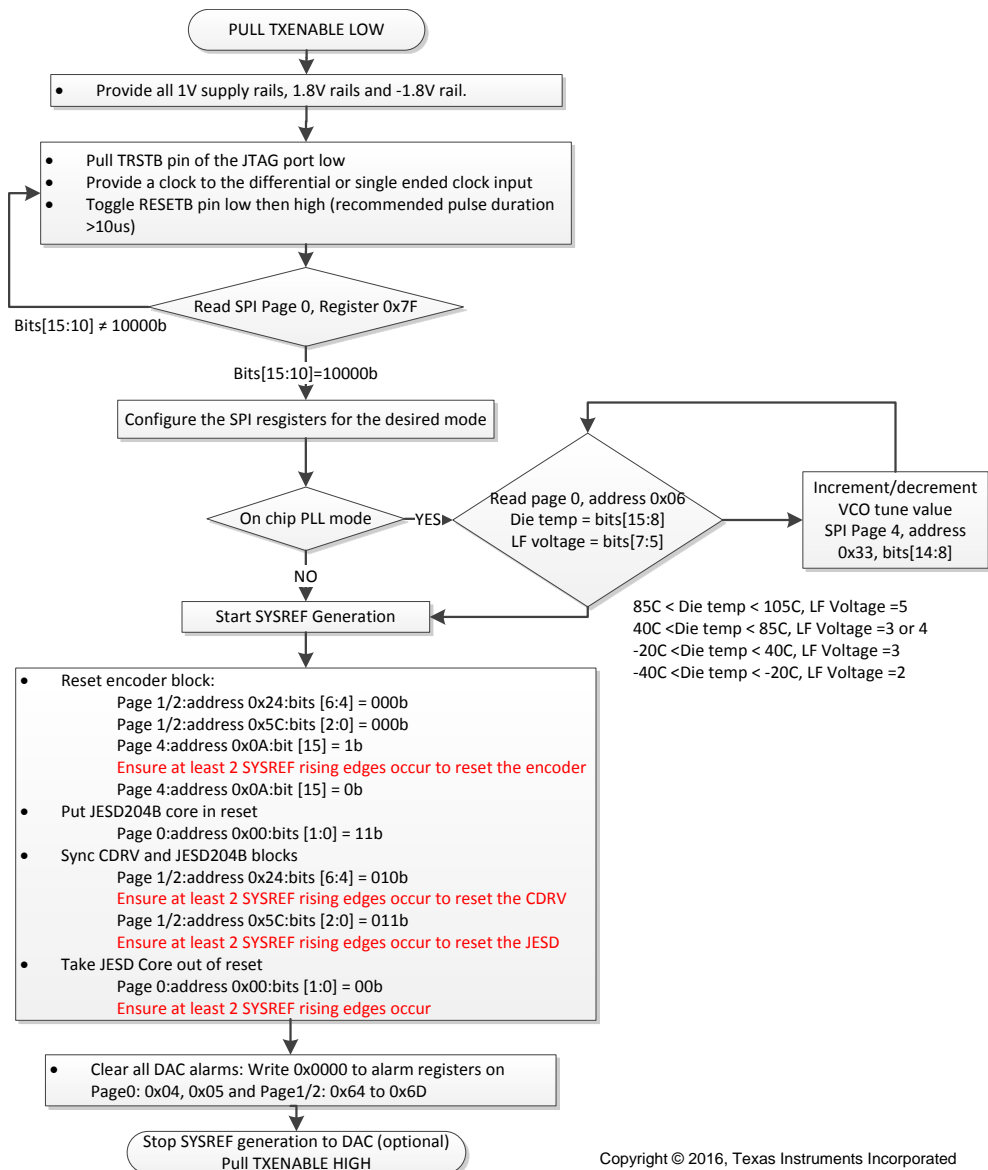 PULL TXENABLE LOW
• Provide all 1V supply rails, 1.8V rails and -1.8V rail.
• Pull TRSTB pin of the JTAG port low
• Provide a clock to the differential or single ended clock input
• Toggle RESETB pin low then high (recommended pulse duration
>10us)
Read SPI Page 0, Register 0x7F
Bits[15:10] ≠ 10000b
Bits[15:10]=10000b
Configure the SPI resgisters for the desired mode
On chip PLL mode
YES
Read page 0, address 0x06
Die temp = bits[15:8]
LF voltage = bits[7:5]
Increment/decrement
VCO tune value
SPI Page 4, address
0x33, bits[14:8]
NO
Start SYSREF Generation
85C < Die temp < 105C, LF Voltage =5
40C <Die temp < 85C, LF Voltage =3 or 4
-20C <Die temp < 40C, LF Voltage =3
-40C <Die temp < -20C, LF Voltage =2
• Reset encoder block:
Page 1/2:address 0x24:bits [6:4] = 000b
Page 1/2:address 0x5C:bits [2:0] = 000b
Page 4:address 0x0A:bit [15] = 1b
Ensure at least 2 SYSREF rising edges occur to reset the encoder
Page 4:address 0x0A:bit [15] = 0b
• Put JESD204B core in reset
Page 0:address 0x00:bits [1:0] = 11b
• Sync CDRV and JESD204B blocks
Page 1/2:address 0x24:bits [6:4] = 010b
Ensure at least 2 SYSREF rising edges occur to reset the CDRV
Page 1/2:address 0x5C:bits [2:0] = 011b
Ensure at least 2 SYSREF rising edges occur to reset the JESD
• Take JESD Core out of reset
Page 0:address 0x00:bits [1:0] = 00b
Ensure at least 2 SYSREF rising edges occur
• Clear all DAC alarms: Write 0x0000 to alarm registers on
Page0: 0x04, 0x05 and Page1/2: 0x64 to 0x6D
Stop SYSREF generation to DAC (optional)
Pull TXENABLE HIGH
Copyright © 2016, Texas Instruments Incorporated